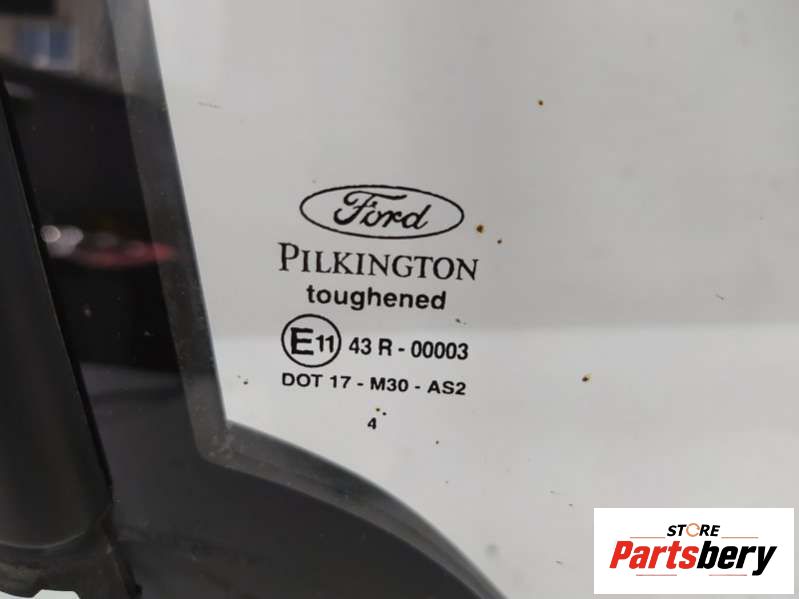 Ford
PILKINGTON
toughened
E11 43 R - 00003
DOT 17 - M30 - AS2
4
STORE
Partsbery